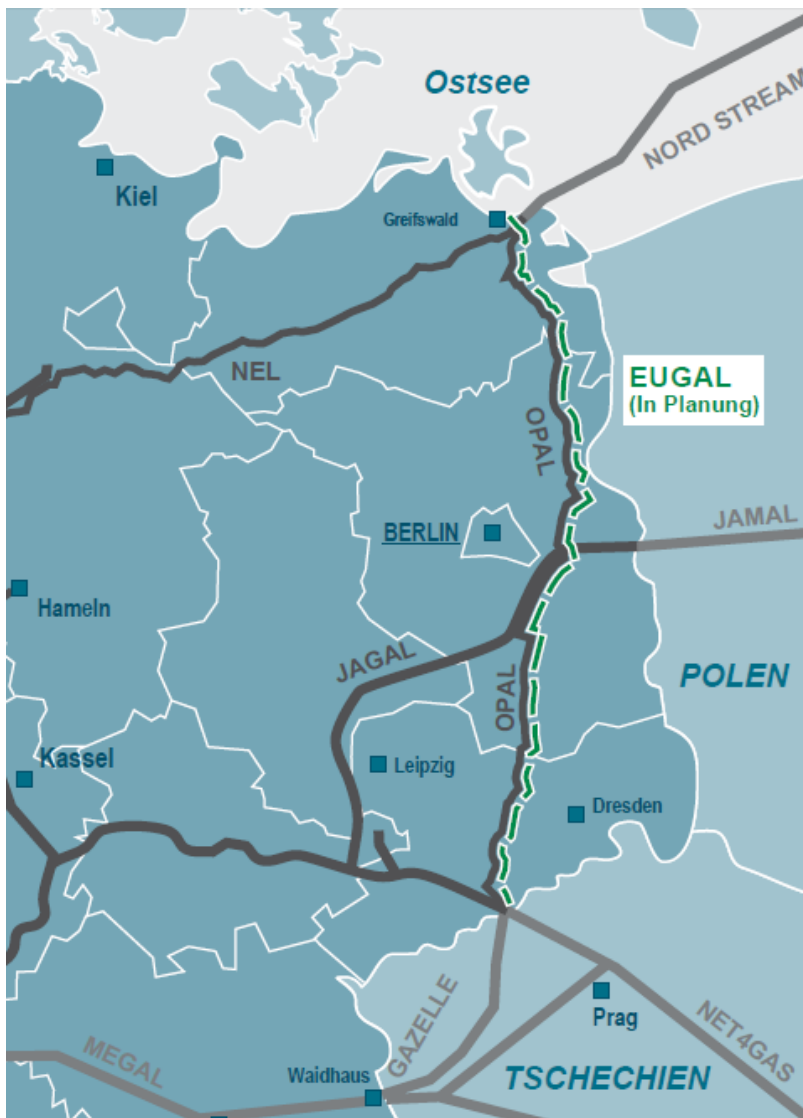 Ostsee
NORD STREAM
Kiel
Greifswald
NEL
EUGAL
(In Planung)
OPAL
JAMAL
BERLIN
Hameln
JAGAL
POLEN
OPAL
Kassel
Leipzig
Dresden
GAZELLE
Prag
NET4GAS
MEGAL
Waidhaus
TSCHECHIEN